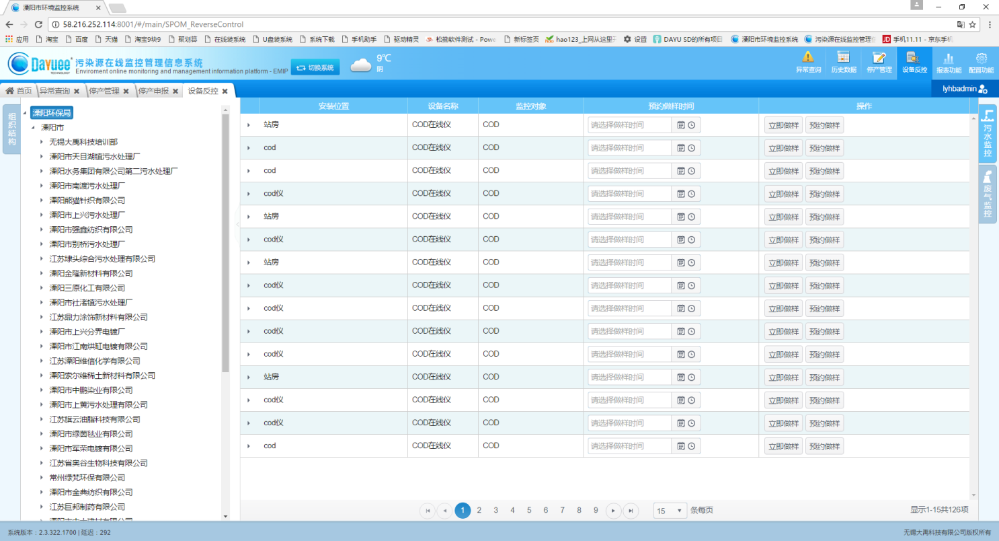 溧阳市环境监控系统
58.216.252.114:8001/#/main/SPOM_ReverseControl
应用 淘宝 百度 天猫 淘宝9块9 聚划算 在线装系统 U盘装系统 系统下载 手机助手 驱动精灵 松勤软件测试 - Powe 新标签页 hao123_上网从这里开 设置 DAYU SD的所有项目 溧阳市环境监控系统 污染源在线监控管理信 手机11.11 - 京东手机
Dayuee TECHNOLOGY
污染源在线监控管理信息系统
Enviroment online monitoring and management information platform - EMIP
切换系统
9℃
阴
异常查询 历史数据 停产管理 设备反控 报表功能 配置功能
首页 异常查询 停产管理 停产申报 设备反控
lyhbadmin
组织结构
溧阳环保局
溧阳市
无锡大禹科技培训部
溧阳市天目湖镇污水处理厂
溧阳水务集团有限公司第二污水处理厂
溧阳市南渡污水处理厂
溧阳熊猫针织有限公司
溧阳市上兴污水处理厂
溧阳市强鑫纺织有限公司
溧阳市别桥污水处理厂
江苏埭头综合污水处理有限公司
溧阳金隆新材料有限公司
溧阳三原化工有限公司
溧阳市社渚镇污水处理厂
江苏鼎力涂饰新材料有限公司
溧阳市上兴分界电镀厂
溧阳市江南烘缸电镀有限公司
江苏溧阳维信化学有限公司
溧阳索尔维稀土新材料有限公司
溧阳市中鹏染业有限公司
溧阳市上黄污水处理有限公司
江苏旗云油脂科技有限公司
溧阳市绿茵毯业有限公司
溧阳市军荣电镀有限公司
江苏省奥谷生物科技有限公司
常州绿梵环保有限公司
溧阳市金典纺织有限公司
江苏巨邦制药有限公司
安装位置 设备名称 监控对象 预约做样时间 操作
站房 COD在线仪 COD 请选择做样时间 立即做样 预约做样
cod COD在线仪 COD 请选择做样时间 立即做样 预约做样
cod COD在线仪 COD 请选择做样时间 立即做样 预约做样
cod仪 COD在线仪 COD 请选择做样时间 立即做样 预约做样
站房 COD在线仪 COD 请选择做样时间 立即做样 预约做样
cod仪 COD在线仪 COD 请选择做样时间 立即做样 预约做样
站房 COD在线仪 COD 请选择做样时间 立即做样 预约做样
cod仪 COD在线仪 COD 请选择做样时间 立即做样 预约做样
cod仪 COD在线仪 COD 请选择做样时间 立即做样 预约做样
cod仪 COD在线仪 COD 请选择做样时间 立即做样 预约做样
cod仪 COD在线仪 COD 请选择做样时间 立即做样 预约做样
站房 COD在线仪 COD 请选择做样时间 立即做样 预约做样
cod仪 COD在线仪 COD 请选择做样时间 立即做样 预约做样
cod仪 COD在线仪 COD 请选择做样时间 立即做样 预约做样
cod COD在线仪 COD 请选择做样时间 立即做样 预约做样
污水监控
废气监控
1 2 3 4 5 6 7 8 9 15 条每页
显示1-15共126项
系统版本：2.3.322.1700 | 延迟：292
无锡大禹科技有限公司版权所有